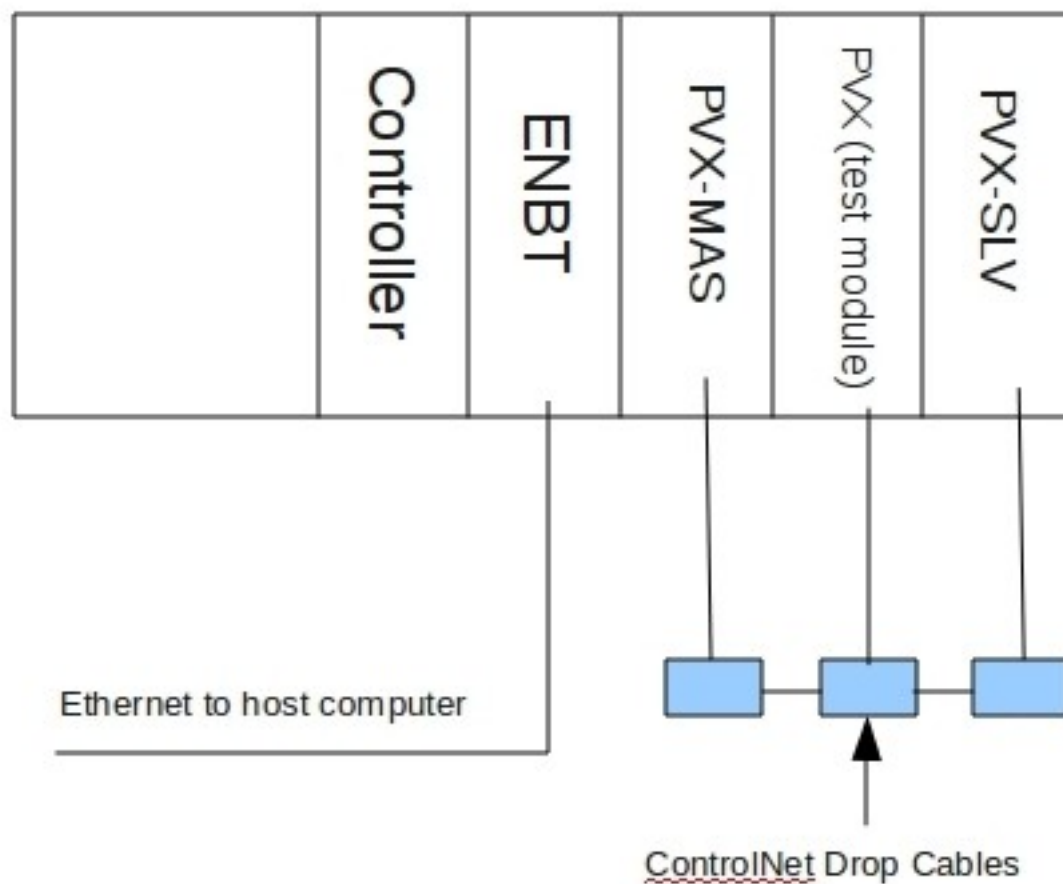 Controller
ENBT
PVX-MAS
PVX (test module)
PVX-SLV
Ethernet to host computer
ControlNet Drop Cables